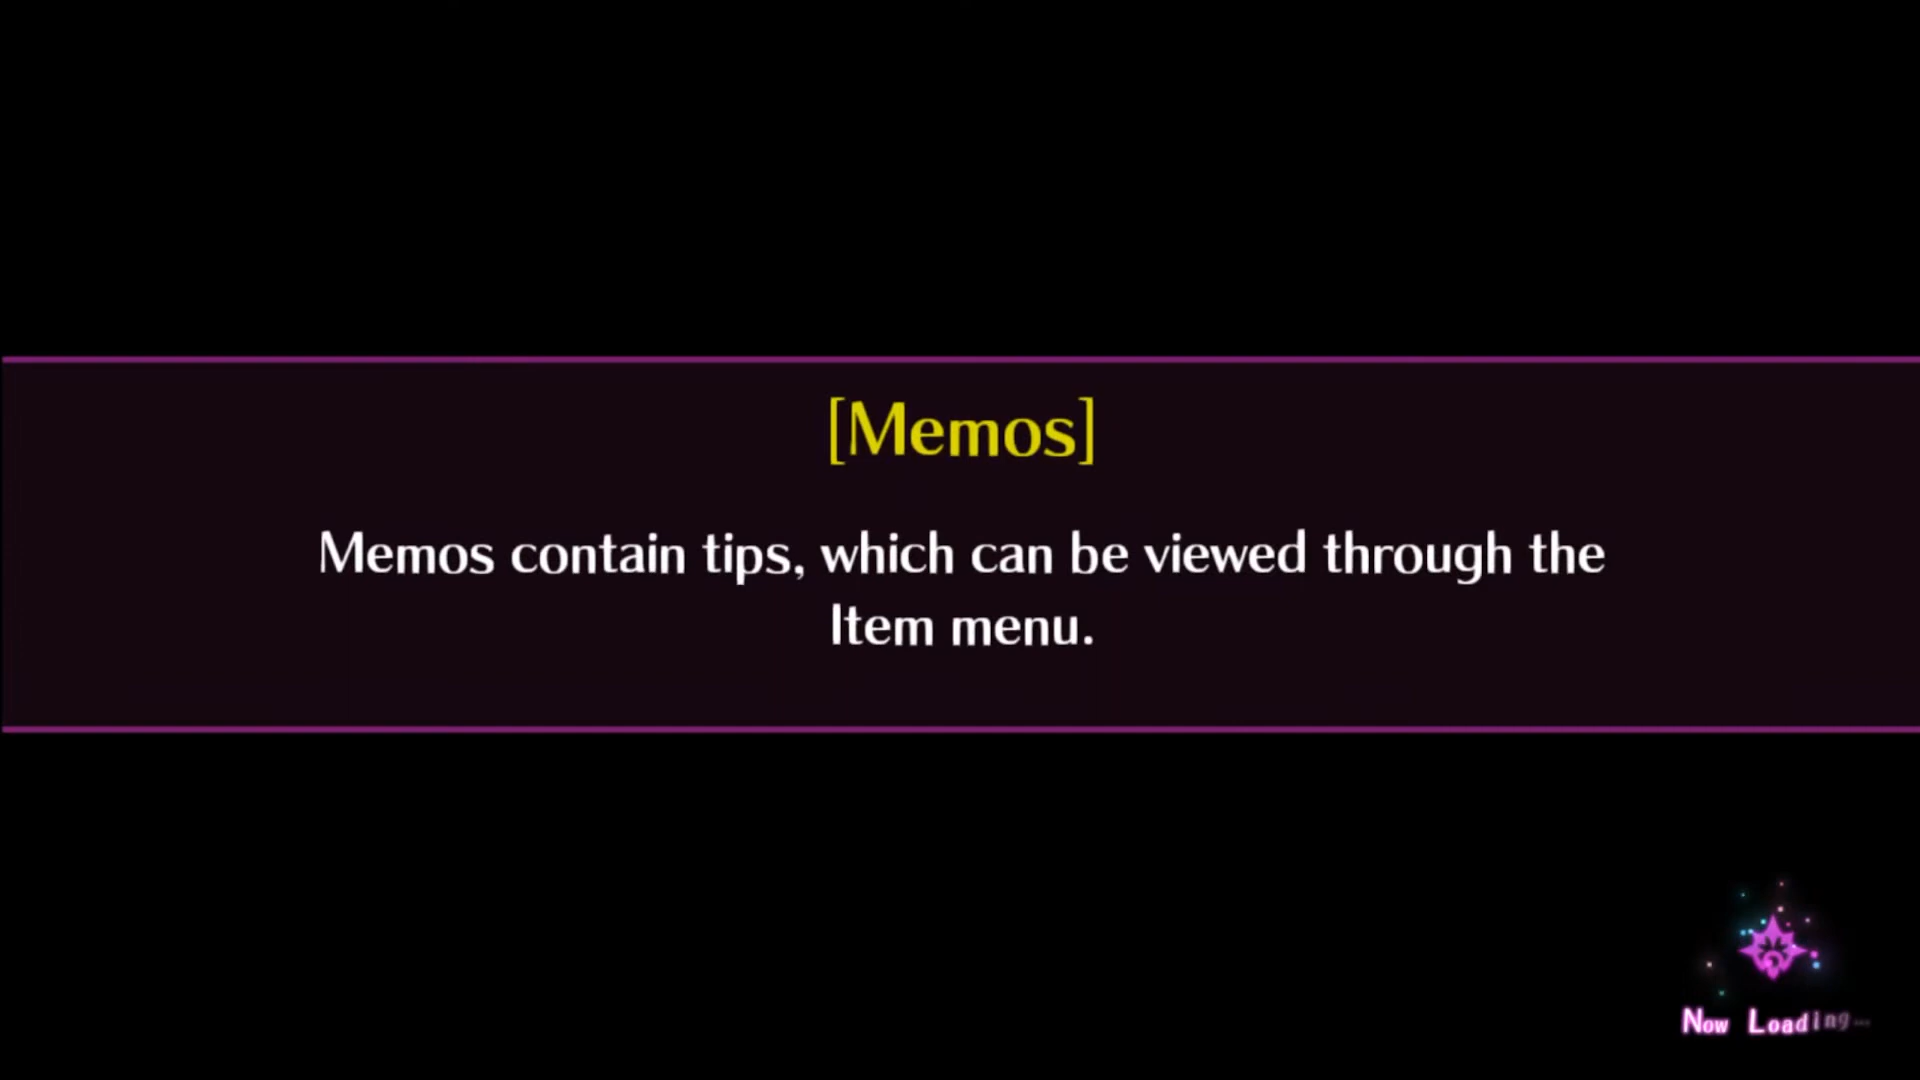 [Memos]
Memos contain tips, which can be viewed through the
Item menu.
Now Loading...